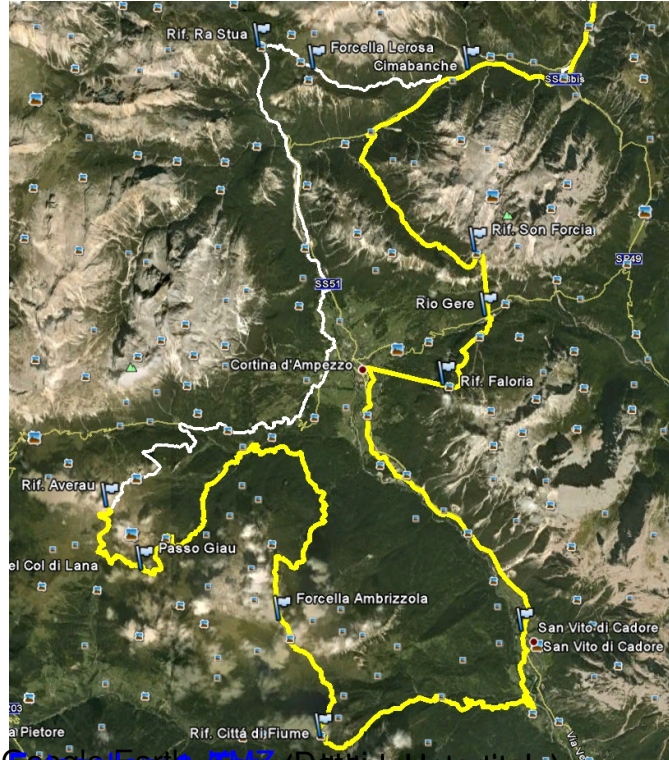 Rif. Ra Stua
Forcella Lerosa
Cimabanche
Rif. Son Forcia
SP49
SS51
Rio Gere
Cortina d'Ampezzo
Rif. Faloria
Rif. Averau
Passo Giau
el Col di Lana
Forcella Ambrizzola
San Vito di Cadore
San Vito di Cadore
203
Rif. Cittá di Fiume
a Pietore